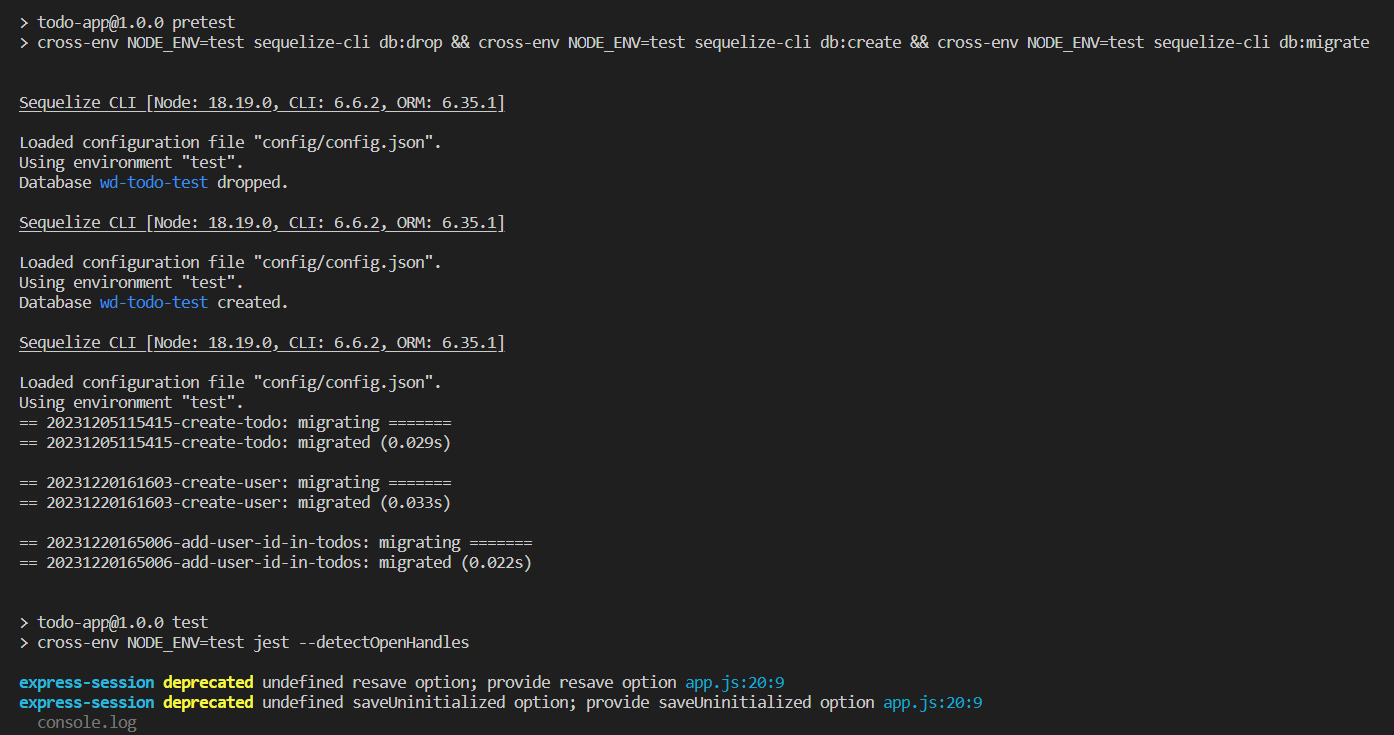 > todo-app@1.0.0 pretest
> cross-env NODE_ENV=test sequelize-cli db:drop && cross-env NODE_ENV=test sequelize-cli db:create && cross-env NODE_ENV=test sequelize-cli db:migrate
Sequelize CLI [Node: 18.19.0, CLI: 6.6.2, ORM: 6.35.1]
Loaded configuration file "config/config.json".
Using environment "test".
Database wd-todo-test dropped.
Sequelize CLI [Node: 18.19.0, CLI: 6.6.2, ORM: 6.35.1]
Loaded configuration file "config/config.json".
Using environment "test".
Database wd-todo-test created.
Sequelize CLI [Node: 18.19.0, CLI: 6.6.2, ORM: 6.35.1]
Loaded configuration file "config/config.json".
Using environment "test".
== 20231205115415-create-todo: migrating =======
== 20231205115415-create-todo: migrated (0.029s)
== 20231220161603-create-user: migrating =======
== 20231220161603-create-user: migrated (0.033s)
== 20231220165006-add-user-id-in-todos: migrating =======
== 20231220165006-add-user-id-in-todos: migrated (0.022s)
> todo-app@1.0.0 test
> cross-env NODE_ENV=test jest --detectOpenHandles
express-session deprecated undefined resave option; provide resave option app.js:20:9
express-session deprecated undefined saveUninitialized option; provide saveUninitialized option app.js:20:9
console.log